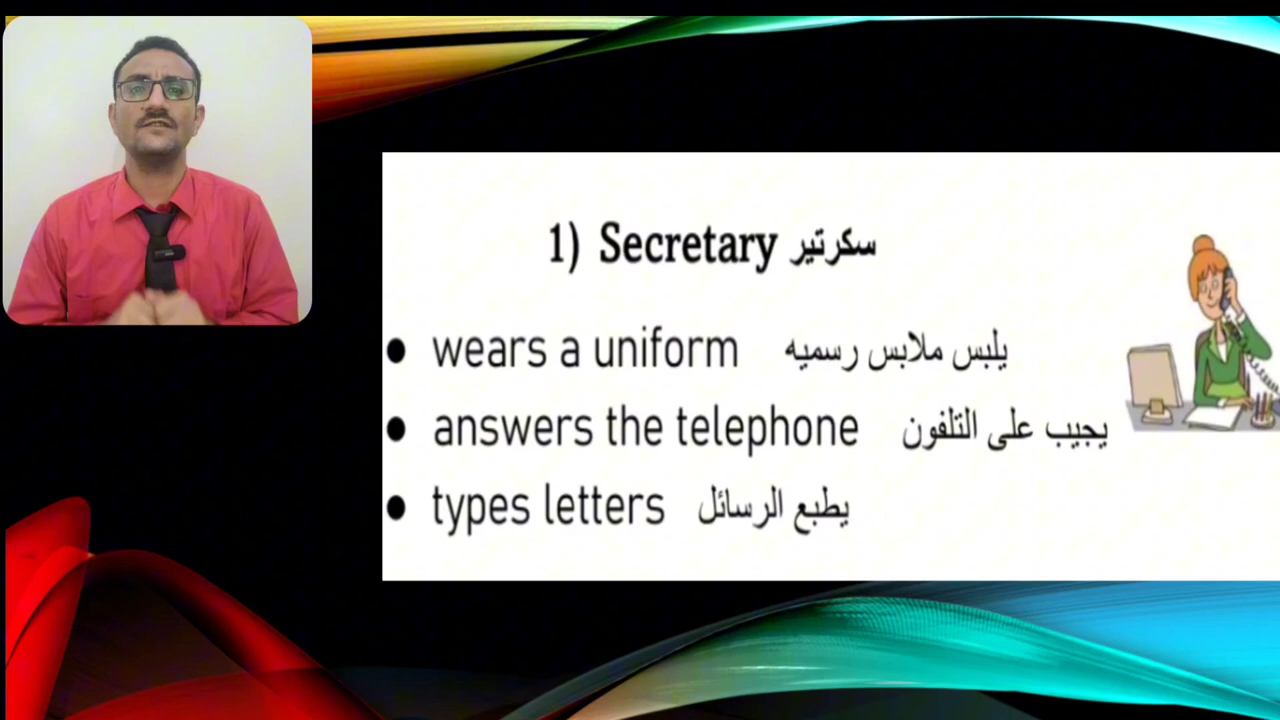 1) Secretary سكرتير
● wears a uniform يلبس ملابس رسميه
● answers the telephone يجيب على التلفون
● types letters يطبع الرسائل